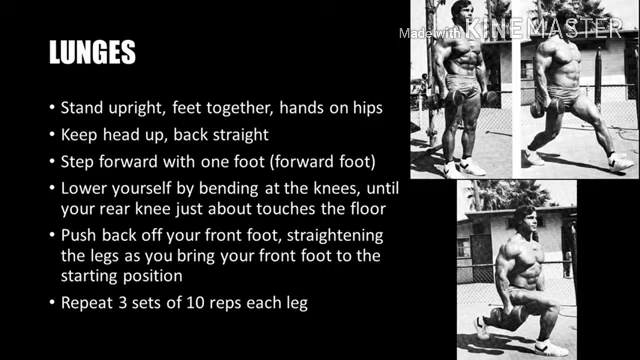 Made with KINEMASTER
LUNGES
• Stand upright, feet together, hands on hips
• Keep head up, back straight
• Step forward with one foot (forward foot)
• Lower yourself by bending at the knees, until
your rear knee just about touches the floor
• Push back off your front foot, straightening
the legs as you bring your front foot to the
starting position
• Repeat 3 sets of 10 reps each leg